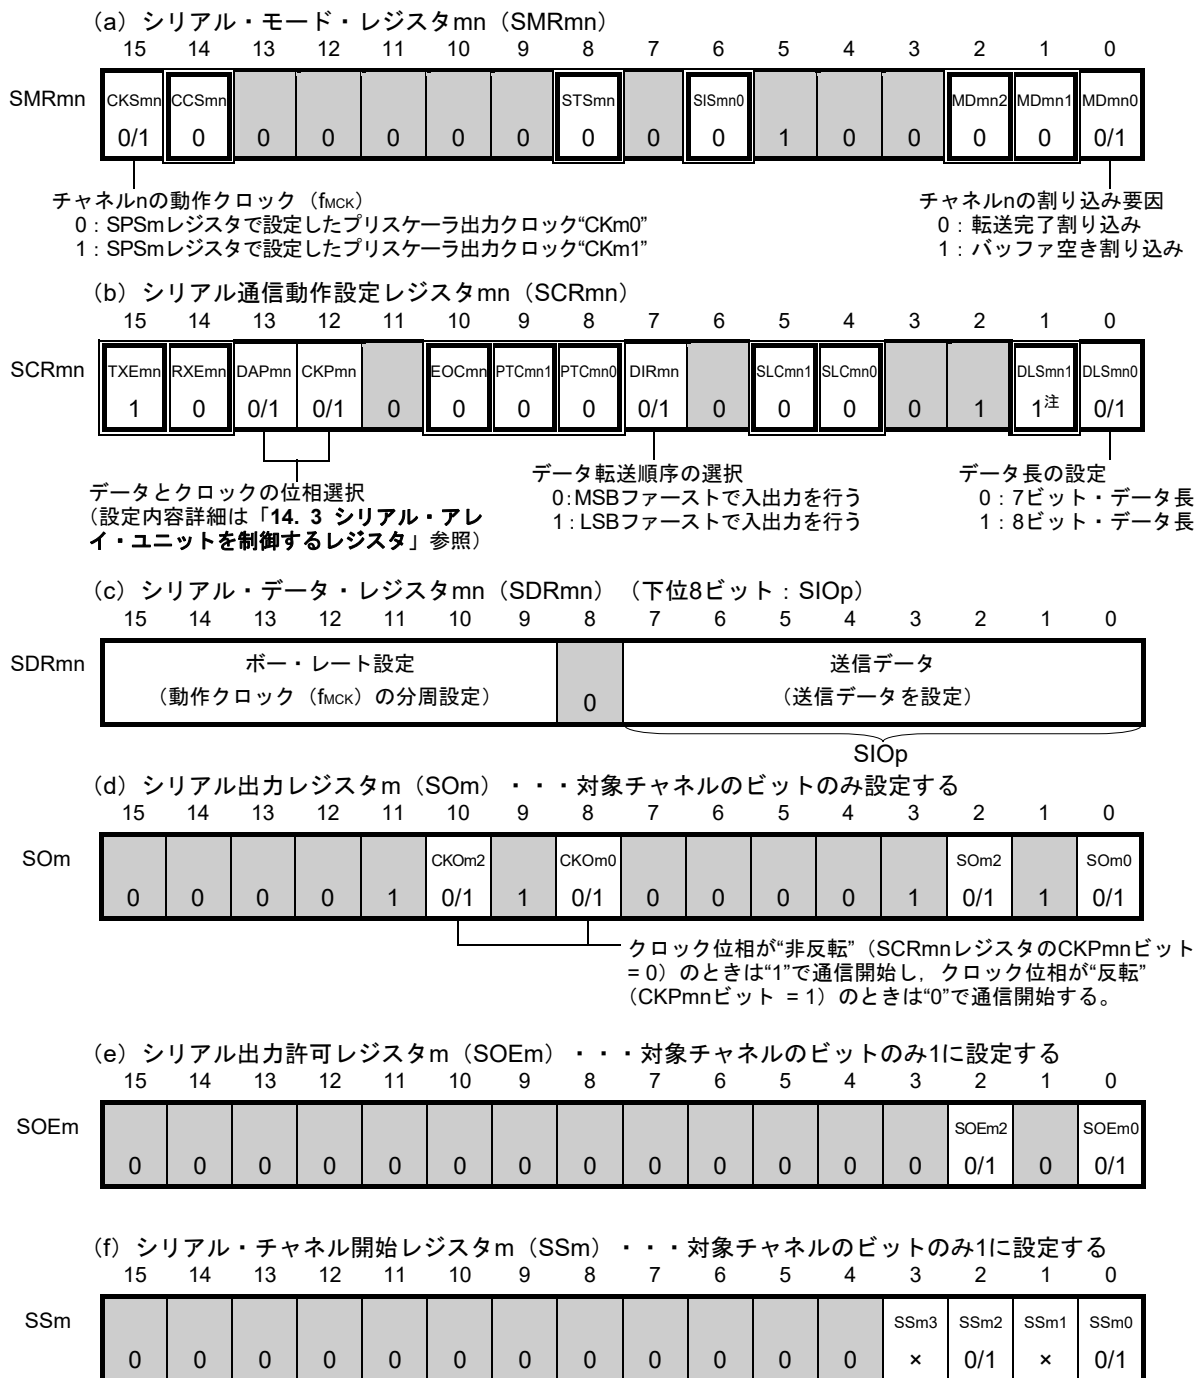 (a) シリアル・モード・レジスタmn（SMRmn）
15 14 13 12 11 10 9 8 7 6 5 4 3 2 1 0
SMRmn CKSmn CCSmn STSmn SISmn0 MDmn2 MDmn1 MDmn0
0/1 0 0 0 0 0 0 0 0 0 1 0 0 0 0 0/1
チャネルnの動作クロック（fMCK）
0：SPSmレジスタで設定したプリスケーラ出力クロック“CKm0”
1：SPSmレジスタで設定したプリスケーラ出力クロック“CKm1”
チャネルnの割り込み要因
0：転送完了割り込み
1：バッファ空き割り込み
(b) シリアル通信動作設定レジスタmn（SCRmn）
15 14 13 12 11 10 9 8 7 6 5 4 3 2 1 0
SCRmn TXEmn RXEmn DAPmn CKPmn EOCmn PTCmn1 PTCmn0 DIRmn SLCmn1 SLCmn0 DLSmn1 DLSmn0
1 0 0/1 0/1 0 0 0 0 0/1 0 0 0 0 1 1注 0/1
データとクロックの位相選択
（設定内容詳細は「14. 3 シリアル・アレ
イ・ユニットを制御するレジスタ」参照）
データ転送順序の選択
0：MSBファーストで入出力を行う
1：LSBファーストで入出力を行う
データ長の設定
0：7ビット・データ長
1：8ビット・データ長
(c) シリアル・データ・レジスタmn（SDRmn）（下位8ビット：SIOp）
15 14 13 12 11 10 9 8 7 6 5 4 3 2 1 0
SDRmn
ボー・レート設定
（動作クロック（fMCK）の分周設定）
0
送信データ
（送信データを設定）
SIOp
(d) シリアル出力レジスタm（SOm）・・・対象チャネルのビットのみ設定する
15 14 13 12 11 10 9 8 7 6 5 4 3 2 1 0
SOm CKOm2 CKOm0 SOm2 SOm0
0 0 0 0 1 0/1 1 0/1 0 0 0 0 1 0/1 1 0/1
クロック位相が“非反転”（SCRmnレジスタのCKPmnビット
= 0）のときは“1”で通信開始し，クロック位相が“反転”
（CKPmnビット = 1）のときは“0”で通信開始する。
(e) シリアル出力許可レジスタm（SOEm）・・・対象チャネルのビットのみ1に設定する
15 14 13 12 11 10 9 8 7 6 5 4 3 2 1 0
SOEm SOEm2 SOEm0
0 0 0 0 0 0 0 0 0 0 0 0 0 0/1 0 0/1
(f) シリアル・チャネル開始レジスタm（SSm）・・・対象チャネルのビットのみ1に設定する
15 14 13 12 11 10 9 8 7 6 5 4 3 2 1 0
SSm SSm3 SSm2 SSm1 SSm0
0 0 0 0 0 0 0 0 0 0 0 0 × 0/1 × 0/1